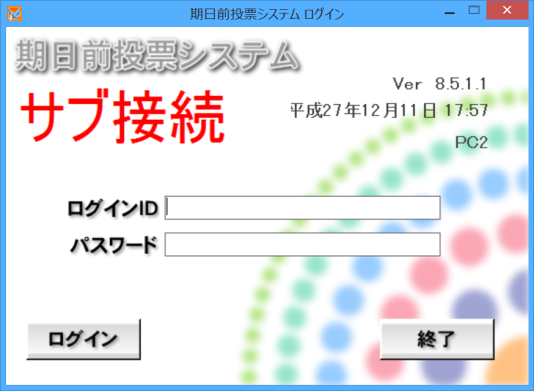 期日前投票システム ログイン
期日前投票システム
サブ接続
Ver 8.5.1.1
平成27年12月11日 17:57
PC2
ログインID
パスワード
ログイン
終了